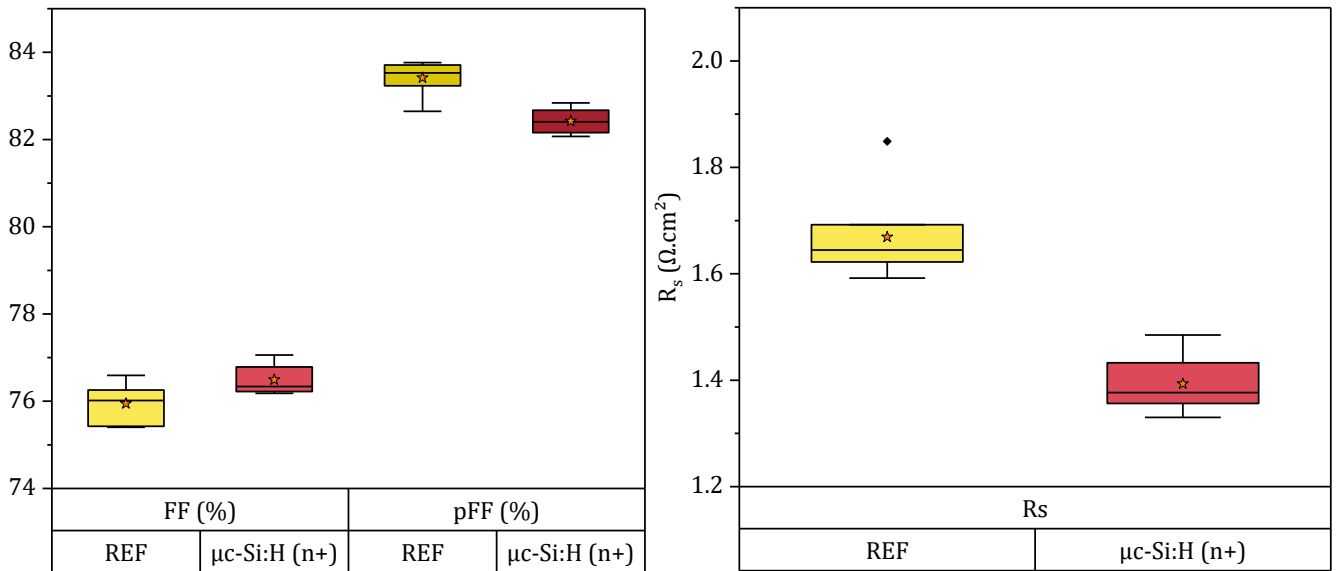 84
82
80
78
76
74
FF (%)
pFF (%)
REF
μc-Si:H (n+)
REF
μc-Si:H (n+)
Rₛ (Ω.cm²)
2.0
1.8
1.6
1.4
1.2
Rs
REF
μc-Si:H (n+)